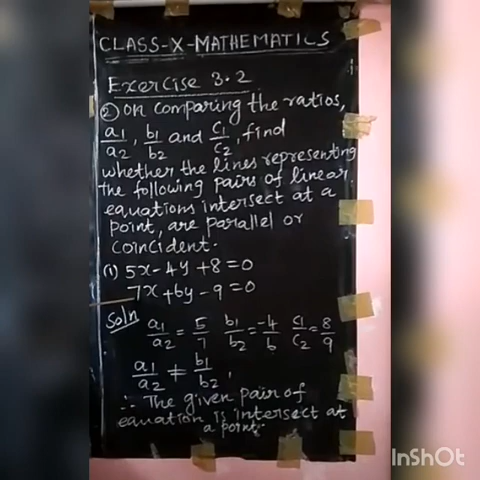 CLASS-X-MATHEMATICS
Exercise 3.2
② On comparing the ratios,
a1/a2, b1/b2 and c1/c2, find
whether the lines representing
the following pairs of linear
equations intersect at a
point, are parallel or
coincident.
(1) 5x-4y+8=0
7x+6y-9=0
Soln
a1/a2 = 5/7 b1/b2 = -4/6 c1/c2 = 8/9
a1/a2 ≠ b1/b2,
∴ The given pair of
equation is intersect at
a point.
InShOt